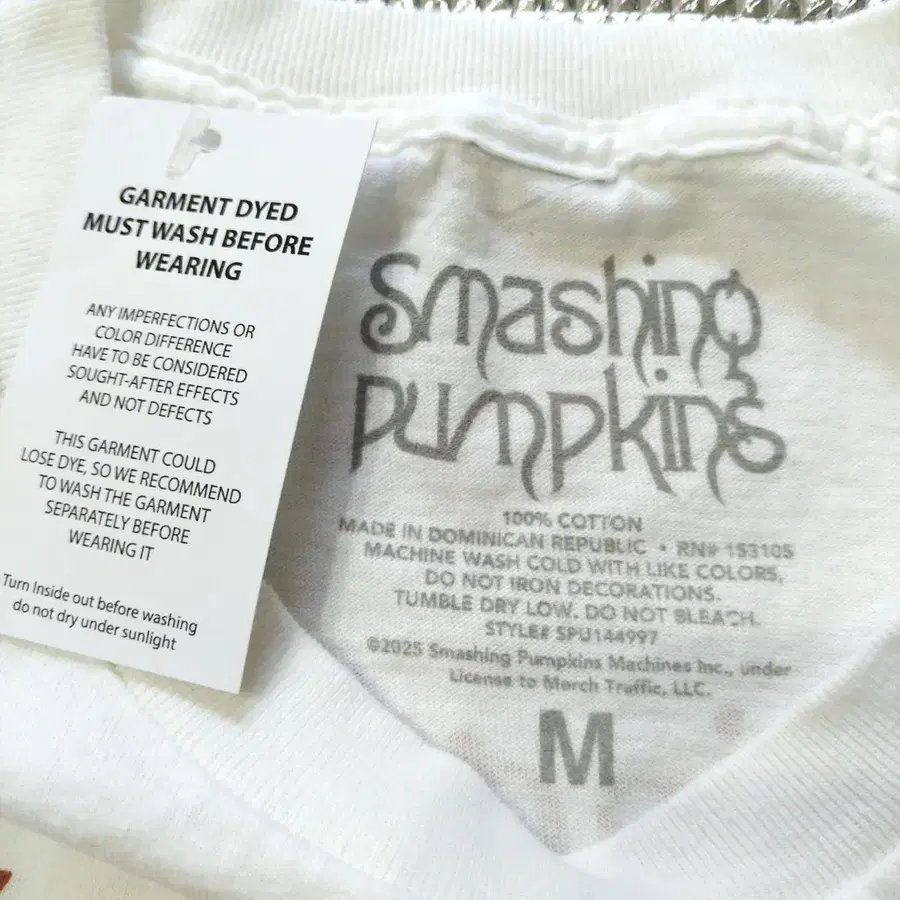 GARMENT DYED
MUST WASH BEFORE
WEARING
ANY IMPERFECTIONS OR
COLOR DIFFERENCE
HAVE TO BE CONSIDERED
SOUGHT-AFTER EFFECTS
AND NOT DEFECTS
THIS GARMENT COULD
LOSE DYE, SO WE RECOMMEND
TO WASH THE GARMENT
SEPARATELY BEFORE
WEARING IT
Turn Inside out before washing
do not dry under sunlight
Smashing
Pumpkins
100% COTTON
MADE IN DOMINICAN REPUBLIC • RN# 153105
MACHINE WASH COLD WITH LIKE COLORS,
DO NOT IRON DECORATIONS.
TUMBLE DRY LOW. DO NOT BLEACH.
STYLE# SPU144997
©2025 Smashing Pumpkins Machines Inc., under
License to Merch Traffic, LLC.
M